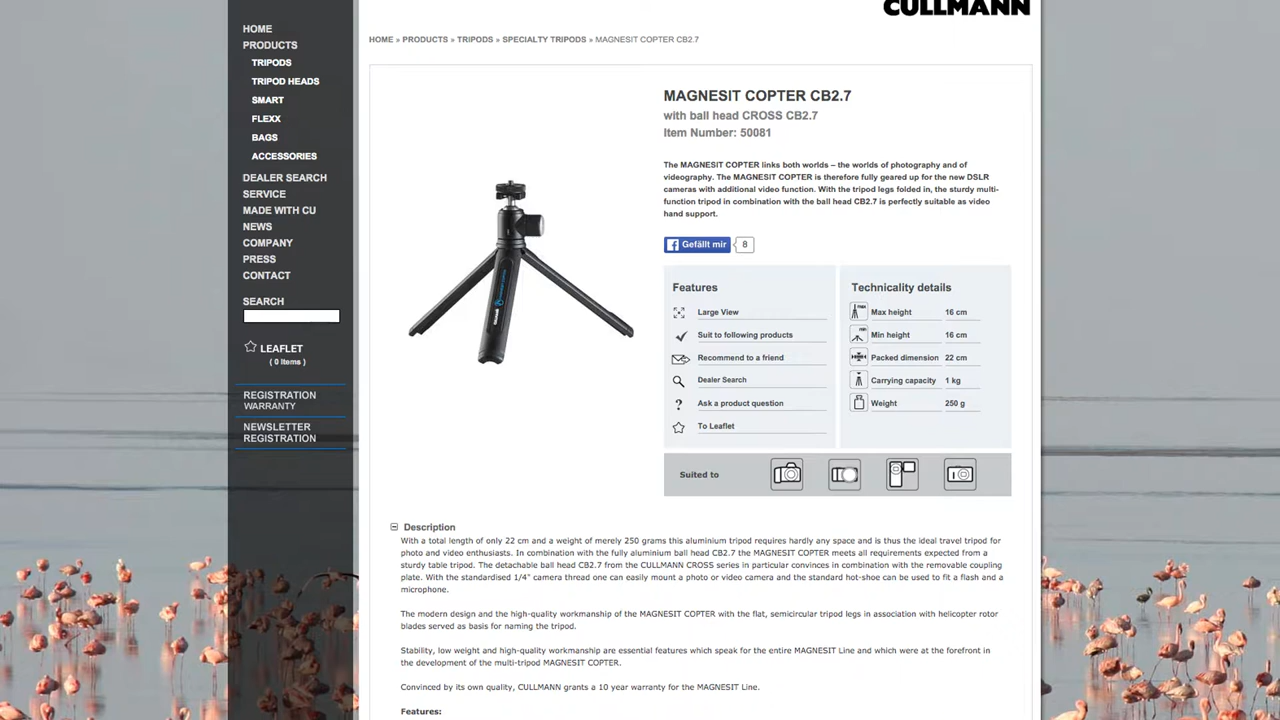 CULLMANN
HOME
PRODUCTS
TRIPODS
TRIPOD HEADS
SMART
FLEXX
BAGS
ACCESSORIES
DEALER SEARCH
SERVICE
MADE WITH CU
NEWS
COMPANY
PRESS
CONTACT
SEARCH
LEAFLET
( 0 Items )
REGISTRATION
WARRANTY
NEWSLETTER
REGISTRATION
HOME » PRODUCTS » TRIPODS » SPECIALTY TRIPODS » MAGNESIT COPTER CB2.7
MAGNESIT COPTER CB2.7
with ball head CROSS CB2.7
Item Number: 50081
The MAGNESIT COPTER links both worlds – the worlds of photography and of
videography. The MAGNESIT COPTER is therefore fully geared up for the new DSLR
cameras with additional video function. With the tripod legs folded in, the sturdy multi-
function tripod in combination with the ball head CB2.7 is perfectly suitable as video
hand support.
Gefällt mir 8
Features
Large View
Suit to following products
Recommend to a friend
Dealer Search
Ask a product question
To Leaflet
Technicality details
Max height 16 cm
Min height 16 cm
Packed dimension 22 cm
Carrying capacity 1 kg
Weight 250 g
Suited to
Description
With a total length of only 22 cm and a weight of merely 250 grams this aluminium tripod requires hardly any space and is thus the ideal travel tripod for
photo and video enthusiasts. In combination with the fully aluminium ball head CB2.7 the MAGNESIT COPTER meets all requirements expected from a
sturdy table tripod. The detachable ball head CB2.7 from the CULLMANN CROSS series in particular convinces in combination with the removable coupling
plate. With the standardised 1/4" camera thread one can easily mount a photo or video camera and the standard hot-shoe can be used to fit a flash and a
microphone.
The modern design and the high-quality workmanship of the MAGNESIT COPTER with the flat, semicircular tripod legs in association with helicopter rotor
blades served as basis for naming the tripod.
Stability, low weight and high-quality workmanship are essential features which speak for the entire MAGNESIT Line and which were at the forefront in
the development of the multi-tripod MAGNESIT COPTER.
Convinced by its own quality, CULLMANN grants a 10 year warranty for the MAGNESIT Line.
Features: